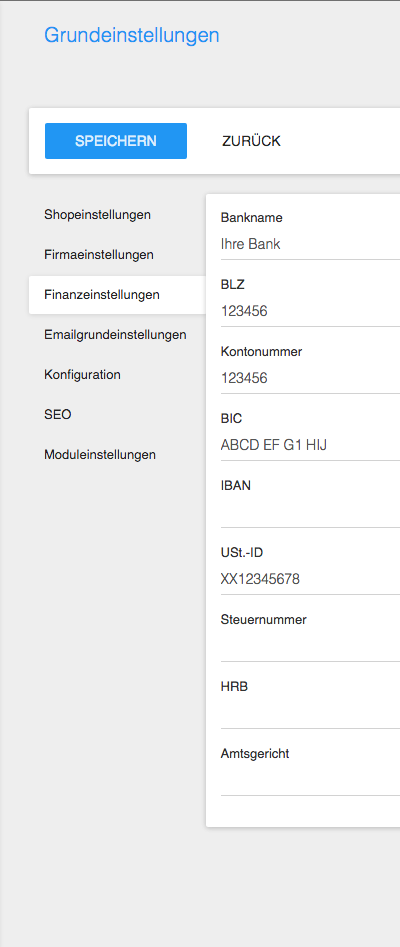 Grundeinstellungen
SPEICHERN
ZURÜCK
Shopeinstellungen
Firmaeinstellungen
Finanzeinstellungen
Emailgrundeinstellungen
Konfiguration
SEO
Moduleinstellungen
Bankname
Ihre Bank
BLZ
123456
Kontonummer
123456
BIC
ABCD EF G1 HIJ
IBAN
USt.-ID
XX12345678
Steuernummer
HRB
Amtsgericht